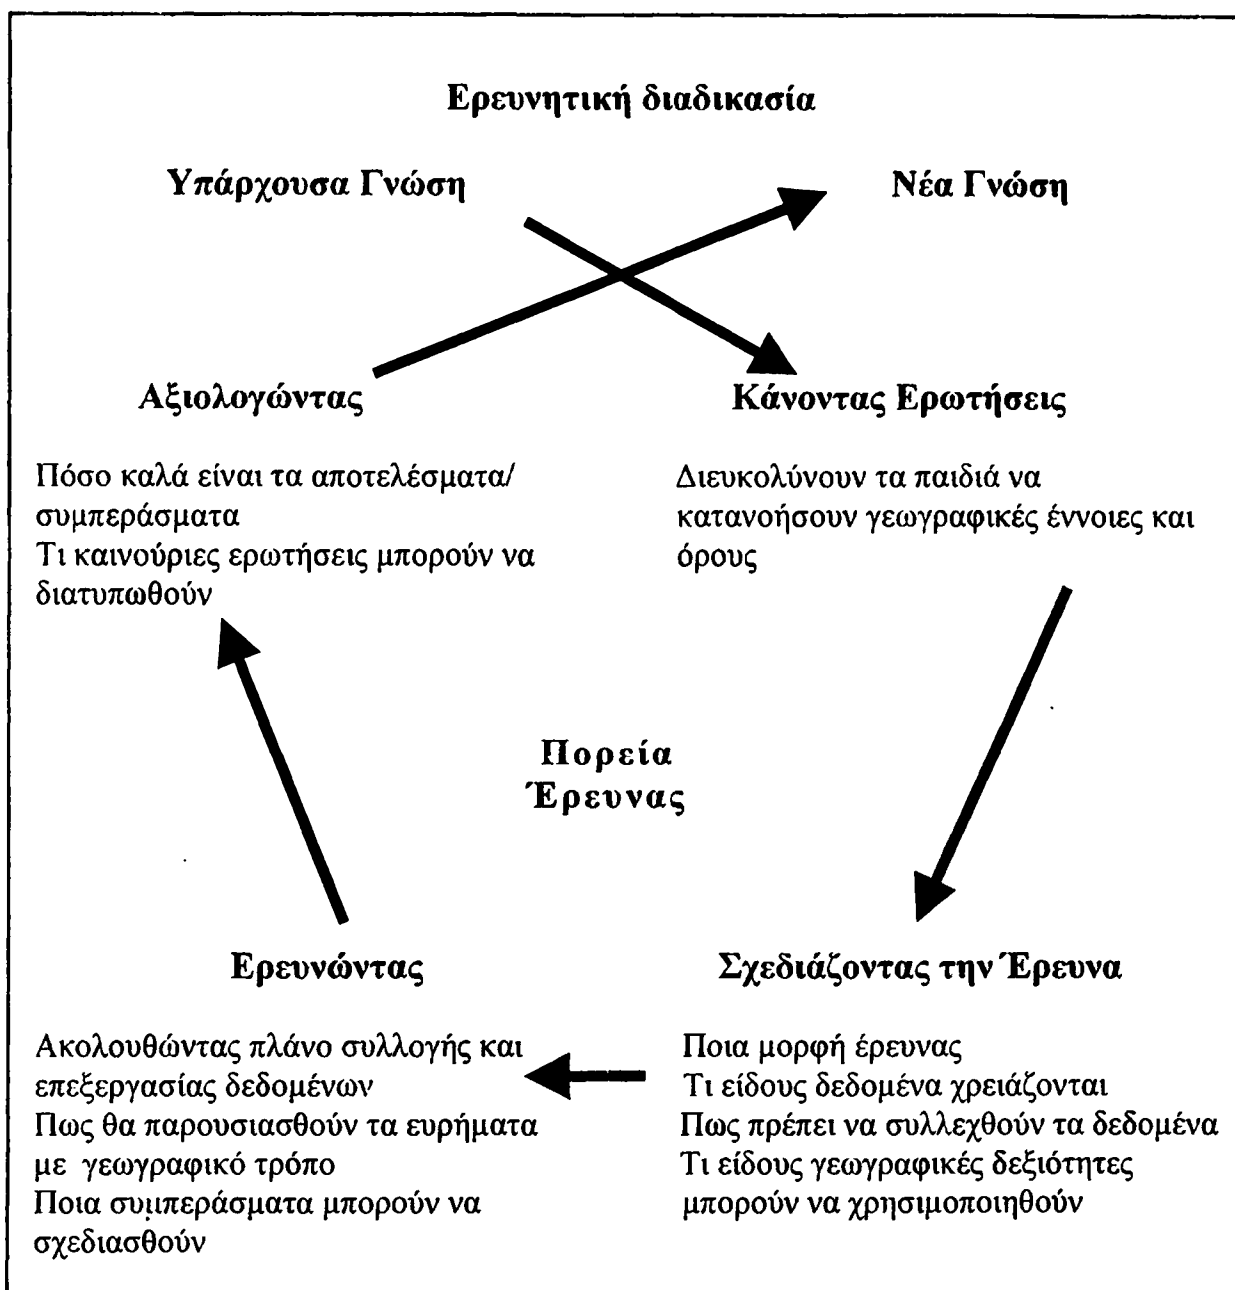 Ερευνητική διαδικασία
Υπάρχουσα Γνώση
Νέα Γνώση
Αξιολογώντας
Κάνοντας Ερωτήσεις
Πόσο καλά είναι τα αποτελέσματα/
συμπεράσματα
Τι καινούριες ερωτήσεις μπορούν να
διατυπωθούν
Διευκολύνουν τα παιδιά να
κατανοήσουν γεωγραφικές έννοιες και
όρους
Πορεία
Έρευνας
Ερευνώντας
Σχεδιάζοντας την Έρευνα
Ακολουθώντας πλάνο συλλογής και
επεξεργασίας δεδομένων
Πως θα παρουσιασθούν τα ευρήματα
με γεωγραφικό τρόπο
Ποια συμπεράσματα μπορούν να
σχεδιασθούν
Ποια μορφή έρευνας
Τι είδους δεδομένα χρειάζονται
Πως πρέπει να συλλεχθούν τα δεδομένα
Τι είδους γεωγραφικές δεξιότητες
μπορούν να χρησιμοποιηθούν